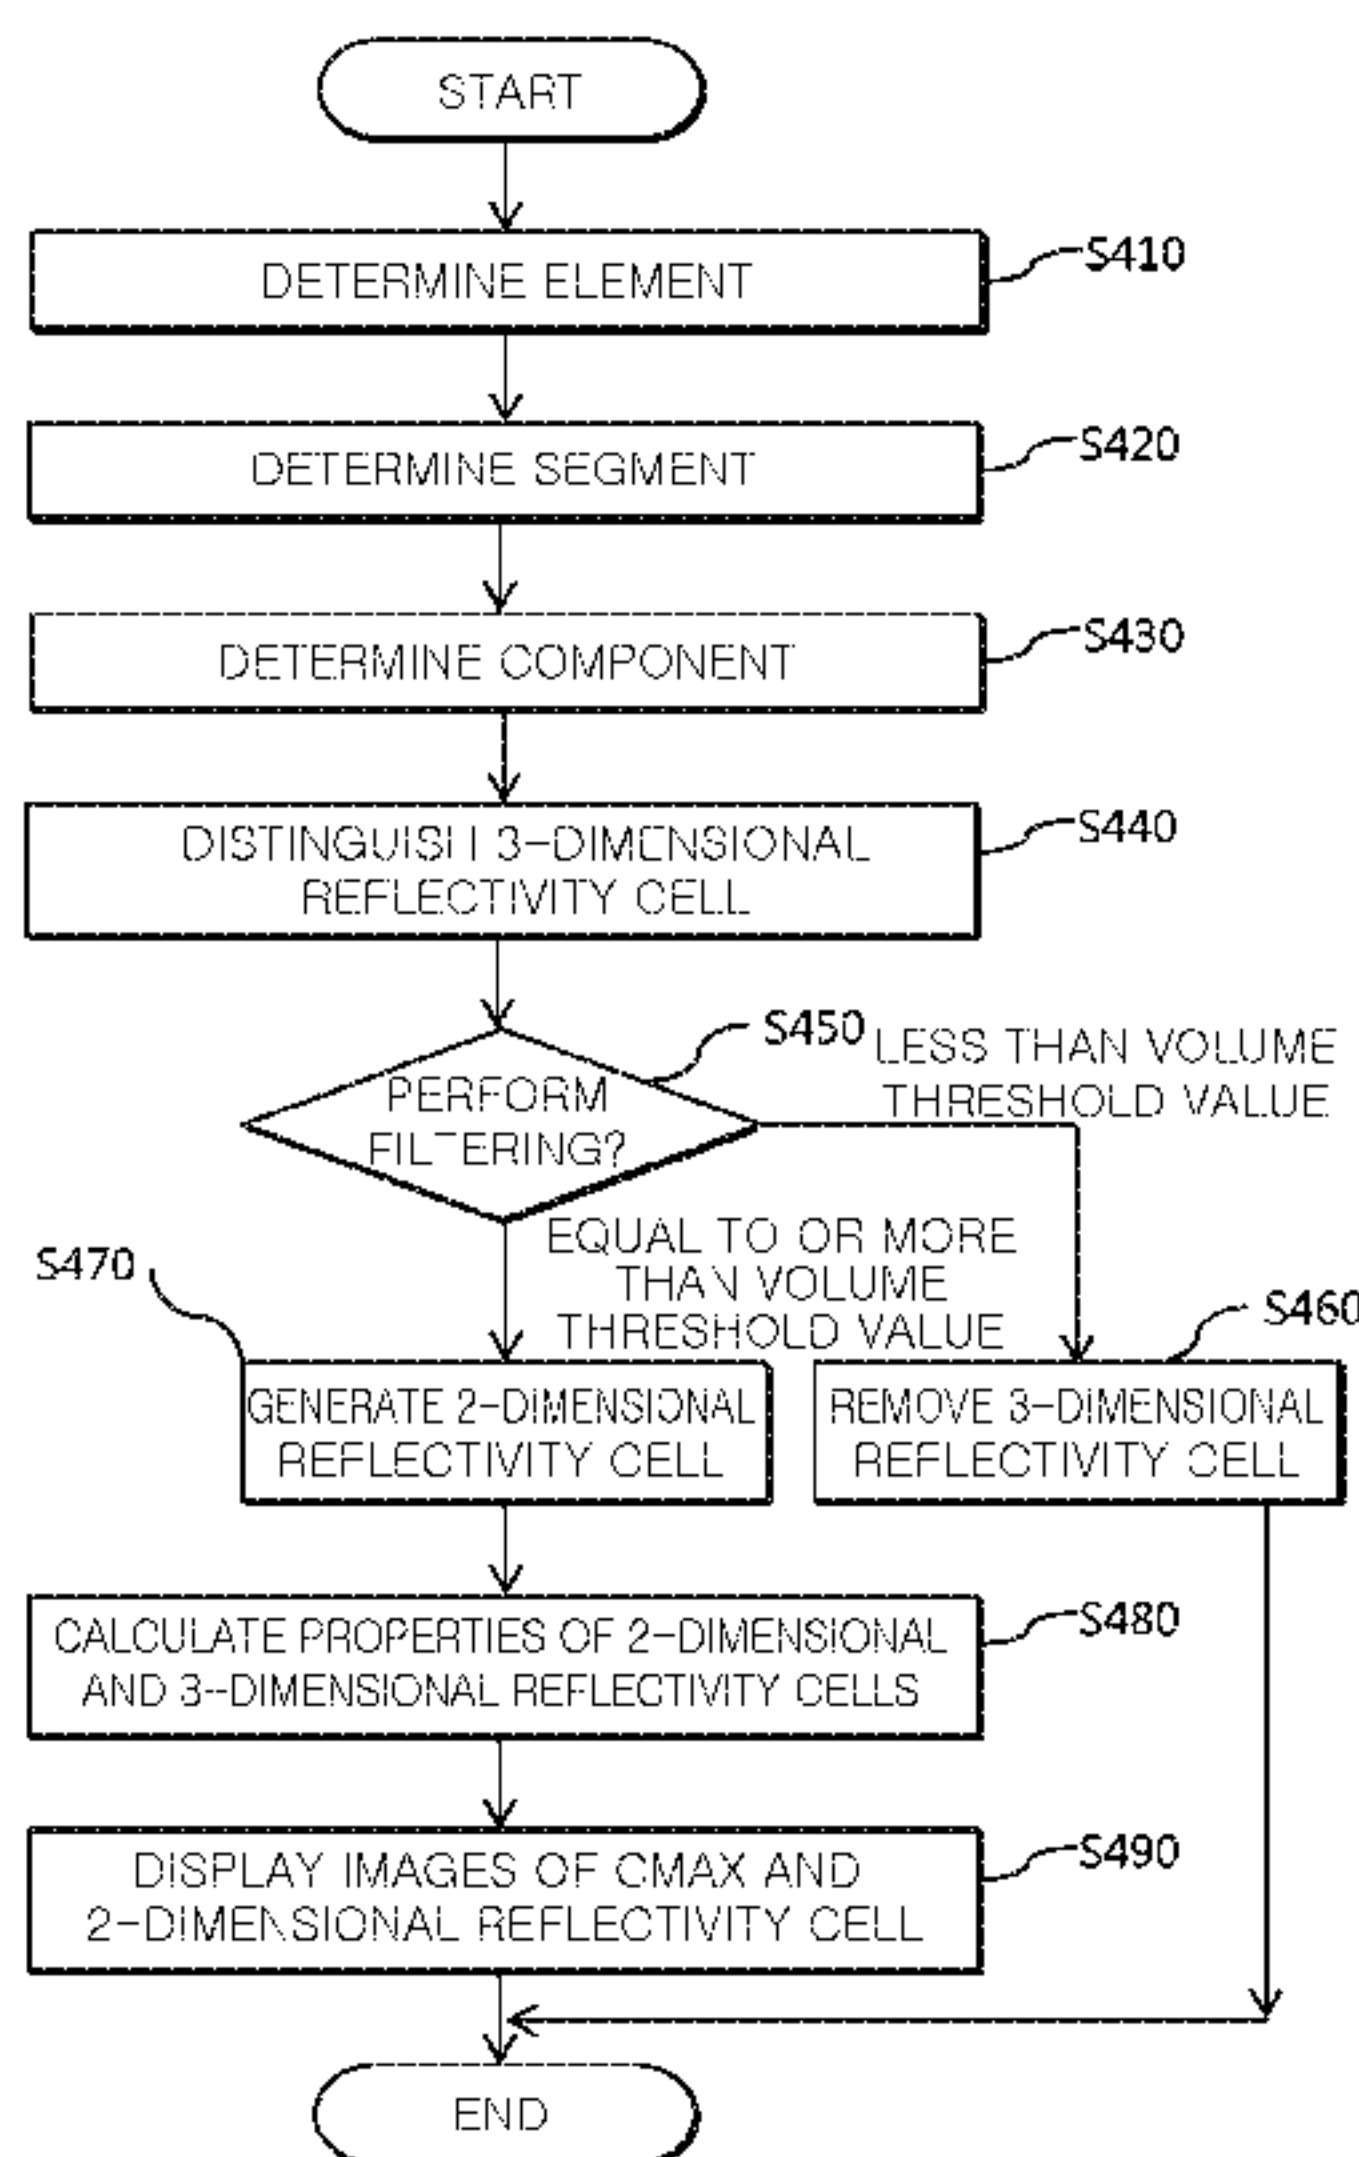 START
DETERMINE ELEMENT
S410
DETERMINE SEGMENT
S420
DETERMINE COMPONENT
S430
DISTINGUISH 3-DIMENSIONAL
REFLECTIVITY CELL
S440
PERFORM
FILTERING?
S450
LESS THAN VOLUME
THRESHOLD VALUE
EQUAL TO OR MORE
THAN VOLUME
THRESHOLD VALUE
S470
GENERATE 2-DIMENSIONAL
REFLECTIVITY CELL
S460
REMOVE 3-DIMENSIONAL
REFLECTIVITY CELL
CALCULATE PROPERTIES OF 2-DIMENSIONAL
AND 3-DIMENSIONAL REFLECTIVITY CELLS
S480
DISPLAY IMAGES OF CMAX AND
2-DIMENSIONAL REFLECTIVITY CELL
S490
END